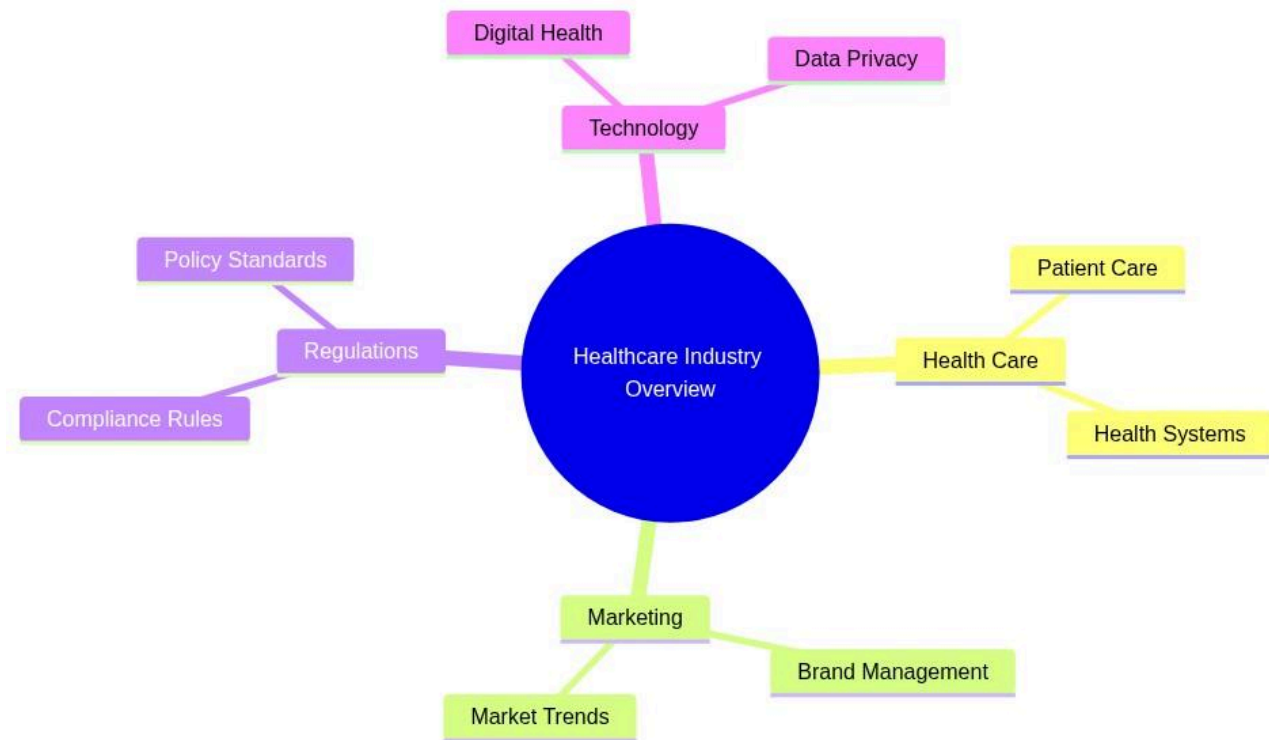 Digital Health
Data Privacy
Technology
Policy Standards
Patient Care
Regulations
Healthcare Industry
Overview
Health Care
Compliance Rules
Health Systems
Marketing
Brand Management
Market Trends